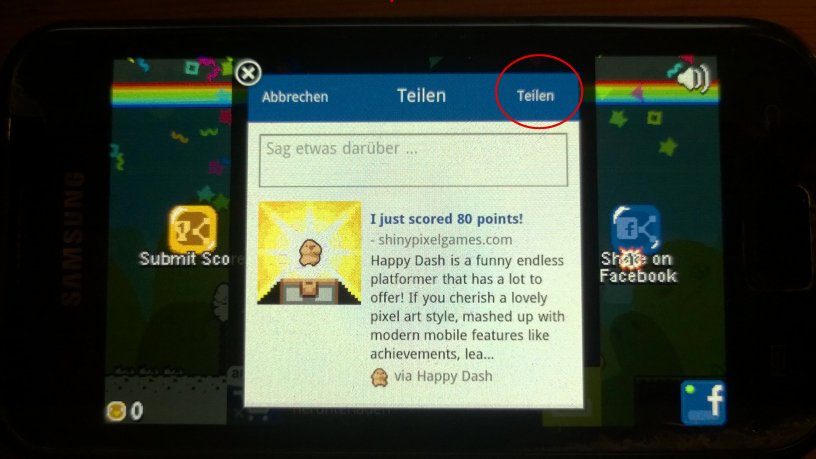 SAMSUNG
Abbrechen Teilen Teilen
Sag etwas darüber ...
I just scored 80 points!
- shinypixelgames.com
Happy Dash is a funny endless
platformer that has a lot to
offer! If you cherish a lovely
pixel art style, mashed up with
modern mobile features like
achievements, lea...
via Happy Dash
Submit Scor
Share on
Facebook
0
f